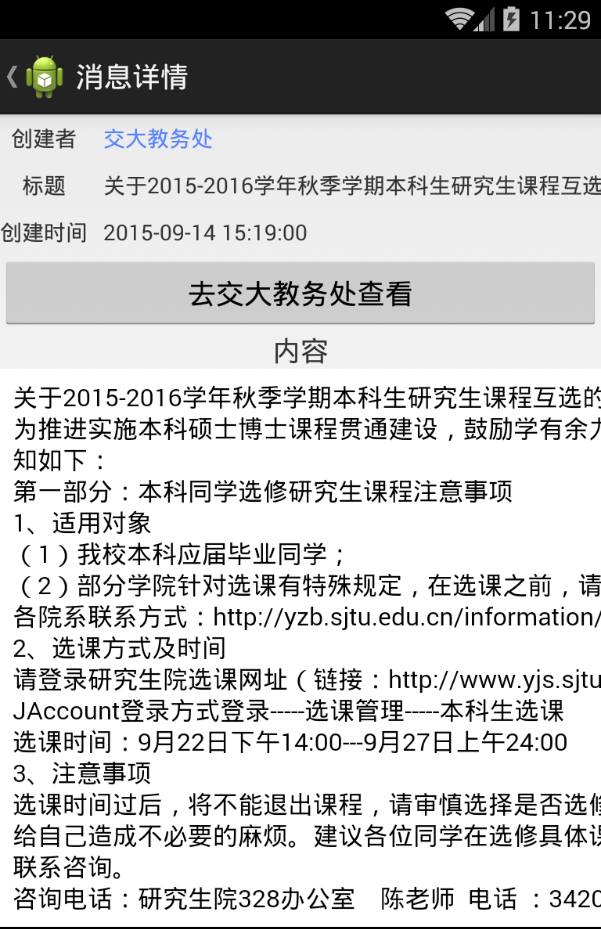 11:29
消息详情
创建者 交大教务处
标题 关于2015-2016学年秋季学期本科生研究生课程互选
创建时间 2015-09-14 15:19:00
去交大教务处查看
内容
关于2015-2016学年秋季学期本科生研究生课程互选的
为推进实施本科硕士博士课程贯通建设，鼓励学有余力
知如下：
第一部分：本科同学选修研究生课程注意事项
1、适用对象
（1）我校本科应届毕业同学；
（2）部分学院针对选课有特殊规定，在选课之前，请
各院系联系方式：http://yzb.sjtu.edu.cn/information/
2、选课方式及时间
请登录研究生院选课网址（链接：http://www.yjs.sjtu
JAccount登录方式登录-----选课管理-----本科生选课
选课时间：9月22日下午14:00---9月27日上午24:00
3、注意事项
选课时间过后，将不能退出课程，请审慎选择是否选修
给自己造成不必要的麻烦。建议各位同学在选修具体课
联系咨询。
咨询电话：研究生院328办公室　陈老师 电话 ：3420